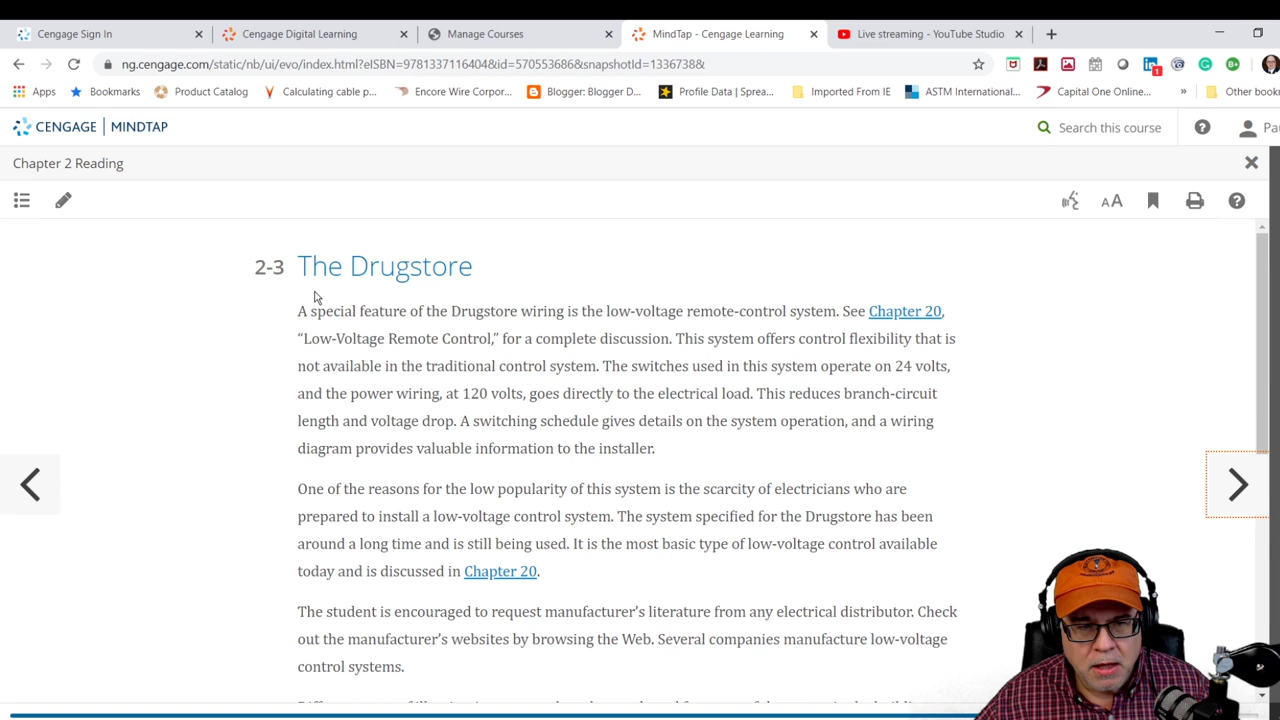 Cengage Sign In
Cengage Digital Learning
Manage Courses
MindTap - Cengage Learning
Live streaming - YouTube Studio
ng.cengage.com/static/nb/ui/evo/index.html?eISBN=9781337116404&id=570553686&snapshotId=1336738&
1
Apps
Bookmarks
Product Catalog
Calculating cable p...
Encore Wire Corpor...
Blogger: Blogger D...
Profile Data | Sprea...
Imported From IE
ASTM International...
Capital One Online...
»
Other book
CENGAGE | MINDTAP
Search this course
Pau
Chapter 2 Reading
AA
2-3 The Drugstore
A special feature of the Drugstore wiring is the low-voltage remote-control system. See Chapter 20,
“Low-Voltage Remote Control,” for a complete discussion. This system offers control flexibility that is
not available in the traditional control system. The switches used in this system operate on 24 volts,
and the power wiring, at 120 volts, goes directly to the electrical load. This reduces branch-circuit
length and voltage drop. A switching schedule gives details on the system operation, and a wiring
diagram provides valuable information to the installer.
One of the reasons for the low popularity of this system is the scarcity of electricians who are
prepared to install a low-voltage control system. The system specified for the Drugstore has been
around a long time and is still being used. It is the most basic type of low-voltage control available
today and is discussed in Chapter 20.
The student is encouraged to request manufacturer’s literature from any electrical distributor. Check
out the manufacturer’s websites by browsing the Web. Several companies manufacture low-voltage
control systems.